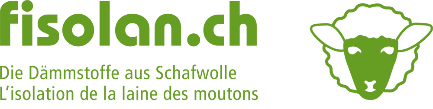 fisolan.ch
Die Dämmstoffe aus Schafwolle
L'isolation de la laine des moutons